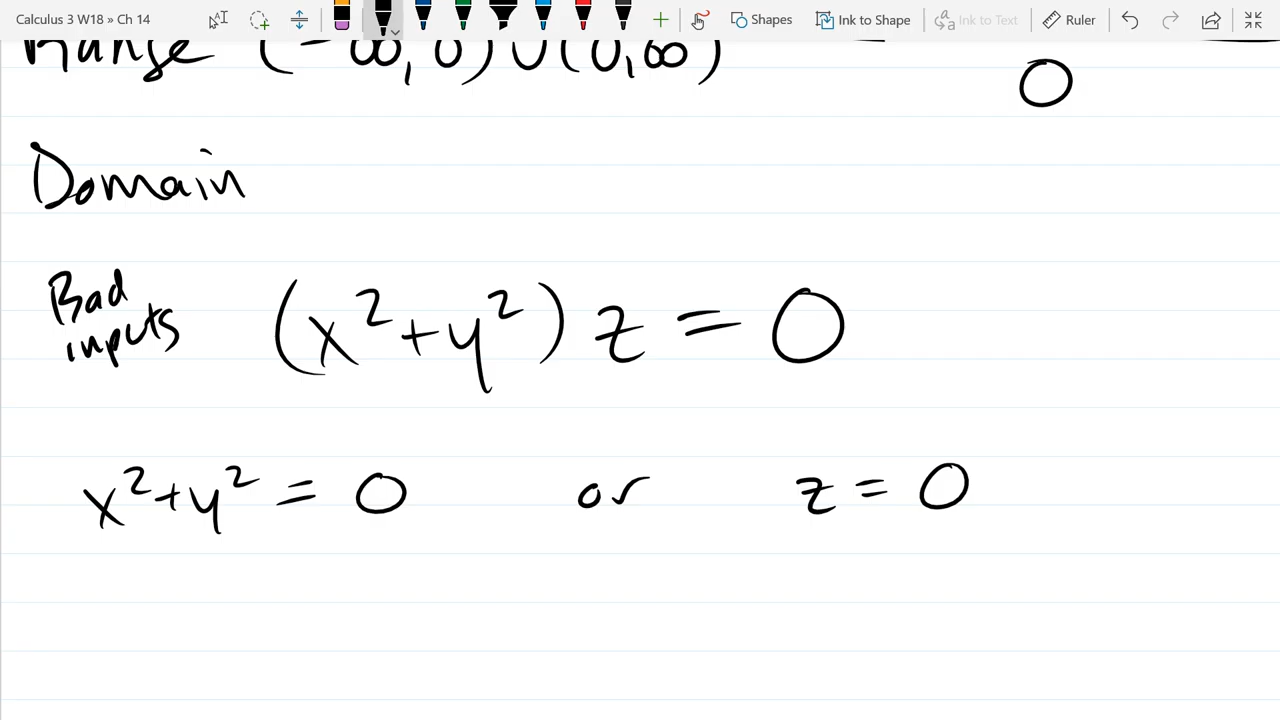 Calculus 3 W18 » Ch 14
Shapes
Ink to Shape
Ink to Text
Ruler
Range (-∞,0)∪(0,∞)
0
Domain
Bad
inputs
(x²+y²)z = 0
x²+y² = 0 or z = 0